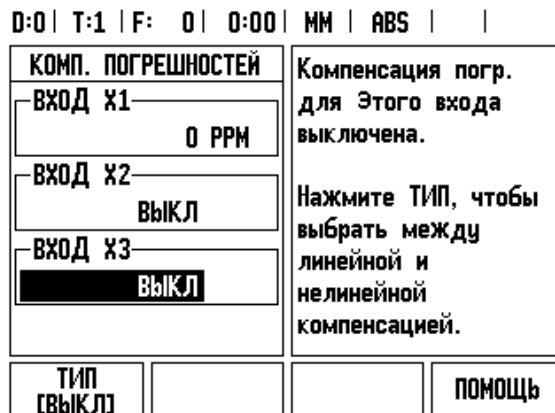 D:0 | T:1 | F: 0 | 0:00 | MM | ABS | |
КОМП. ПОГРЕШНОСТЕЙ
ВХОД X1
0 PPM
ВХОД X2
ВЫКЛ
ВХОД X3
ВЫКЛ
Компенсация погр.
для Этого входа
выключена.
НаЖмите ТИП, чтобы
выбрать меЖду
линейной и
нелинейной
компенсацией.
ТИП
[ВЫКЛ]
ПОМОЩЬ